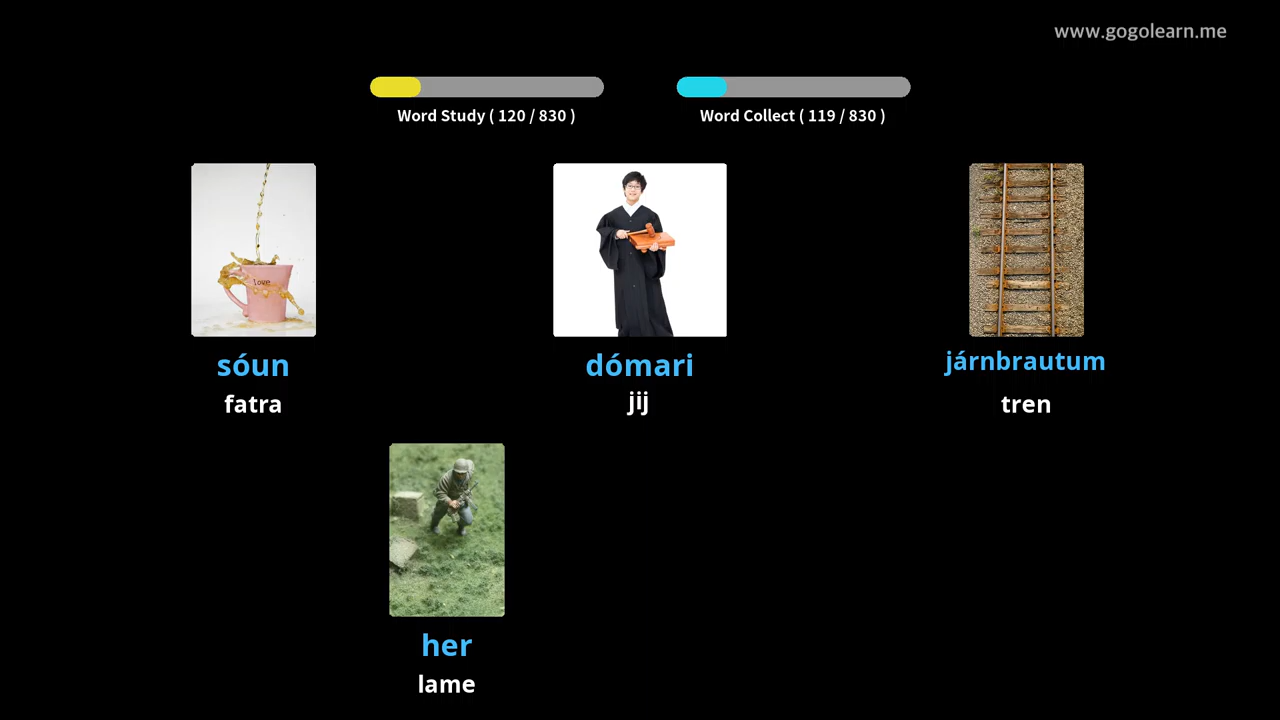 www.gogolearn.me
Word Study ( 120 / 830 )
Word Collect ( 119 / 830 )
love
sóun
fatra
dómari
jij
járnbrautum
tren
her
lame